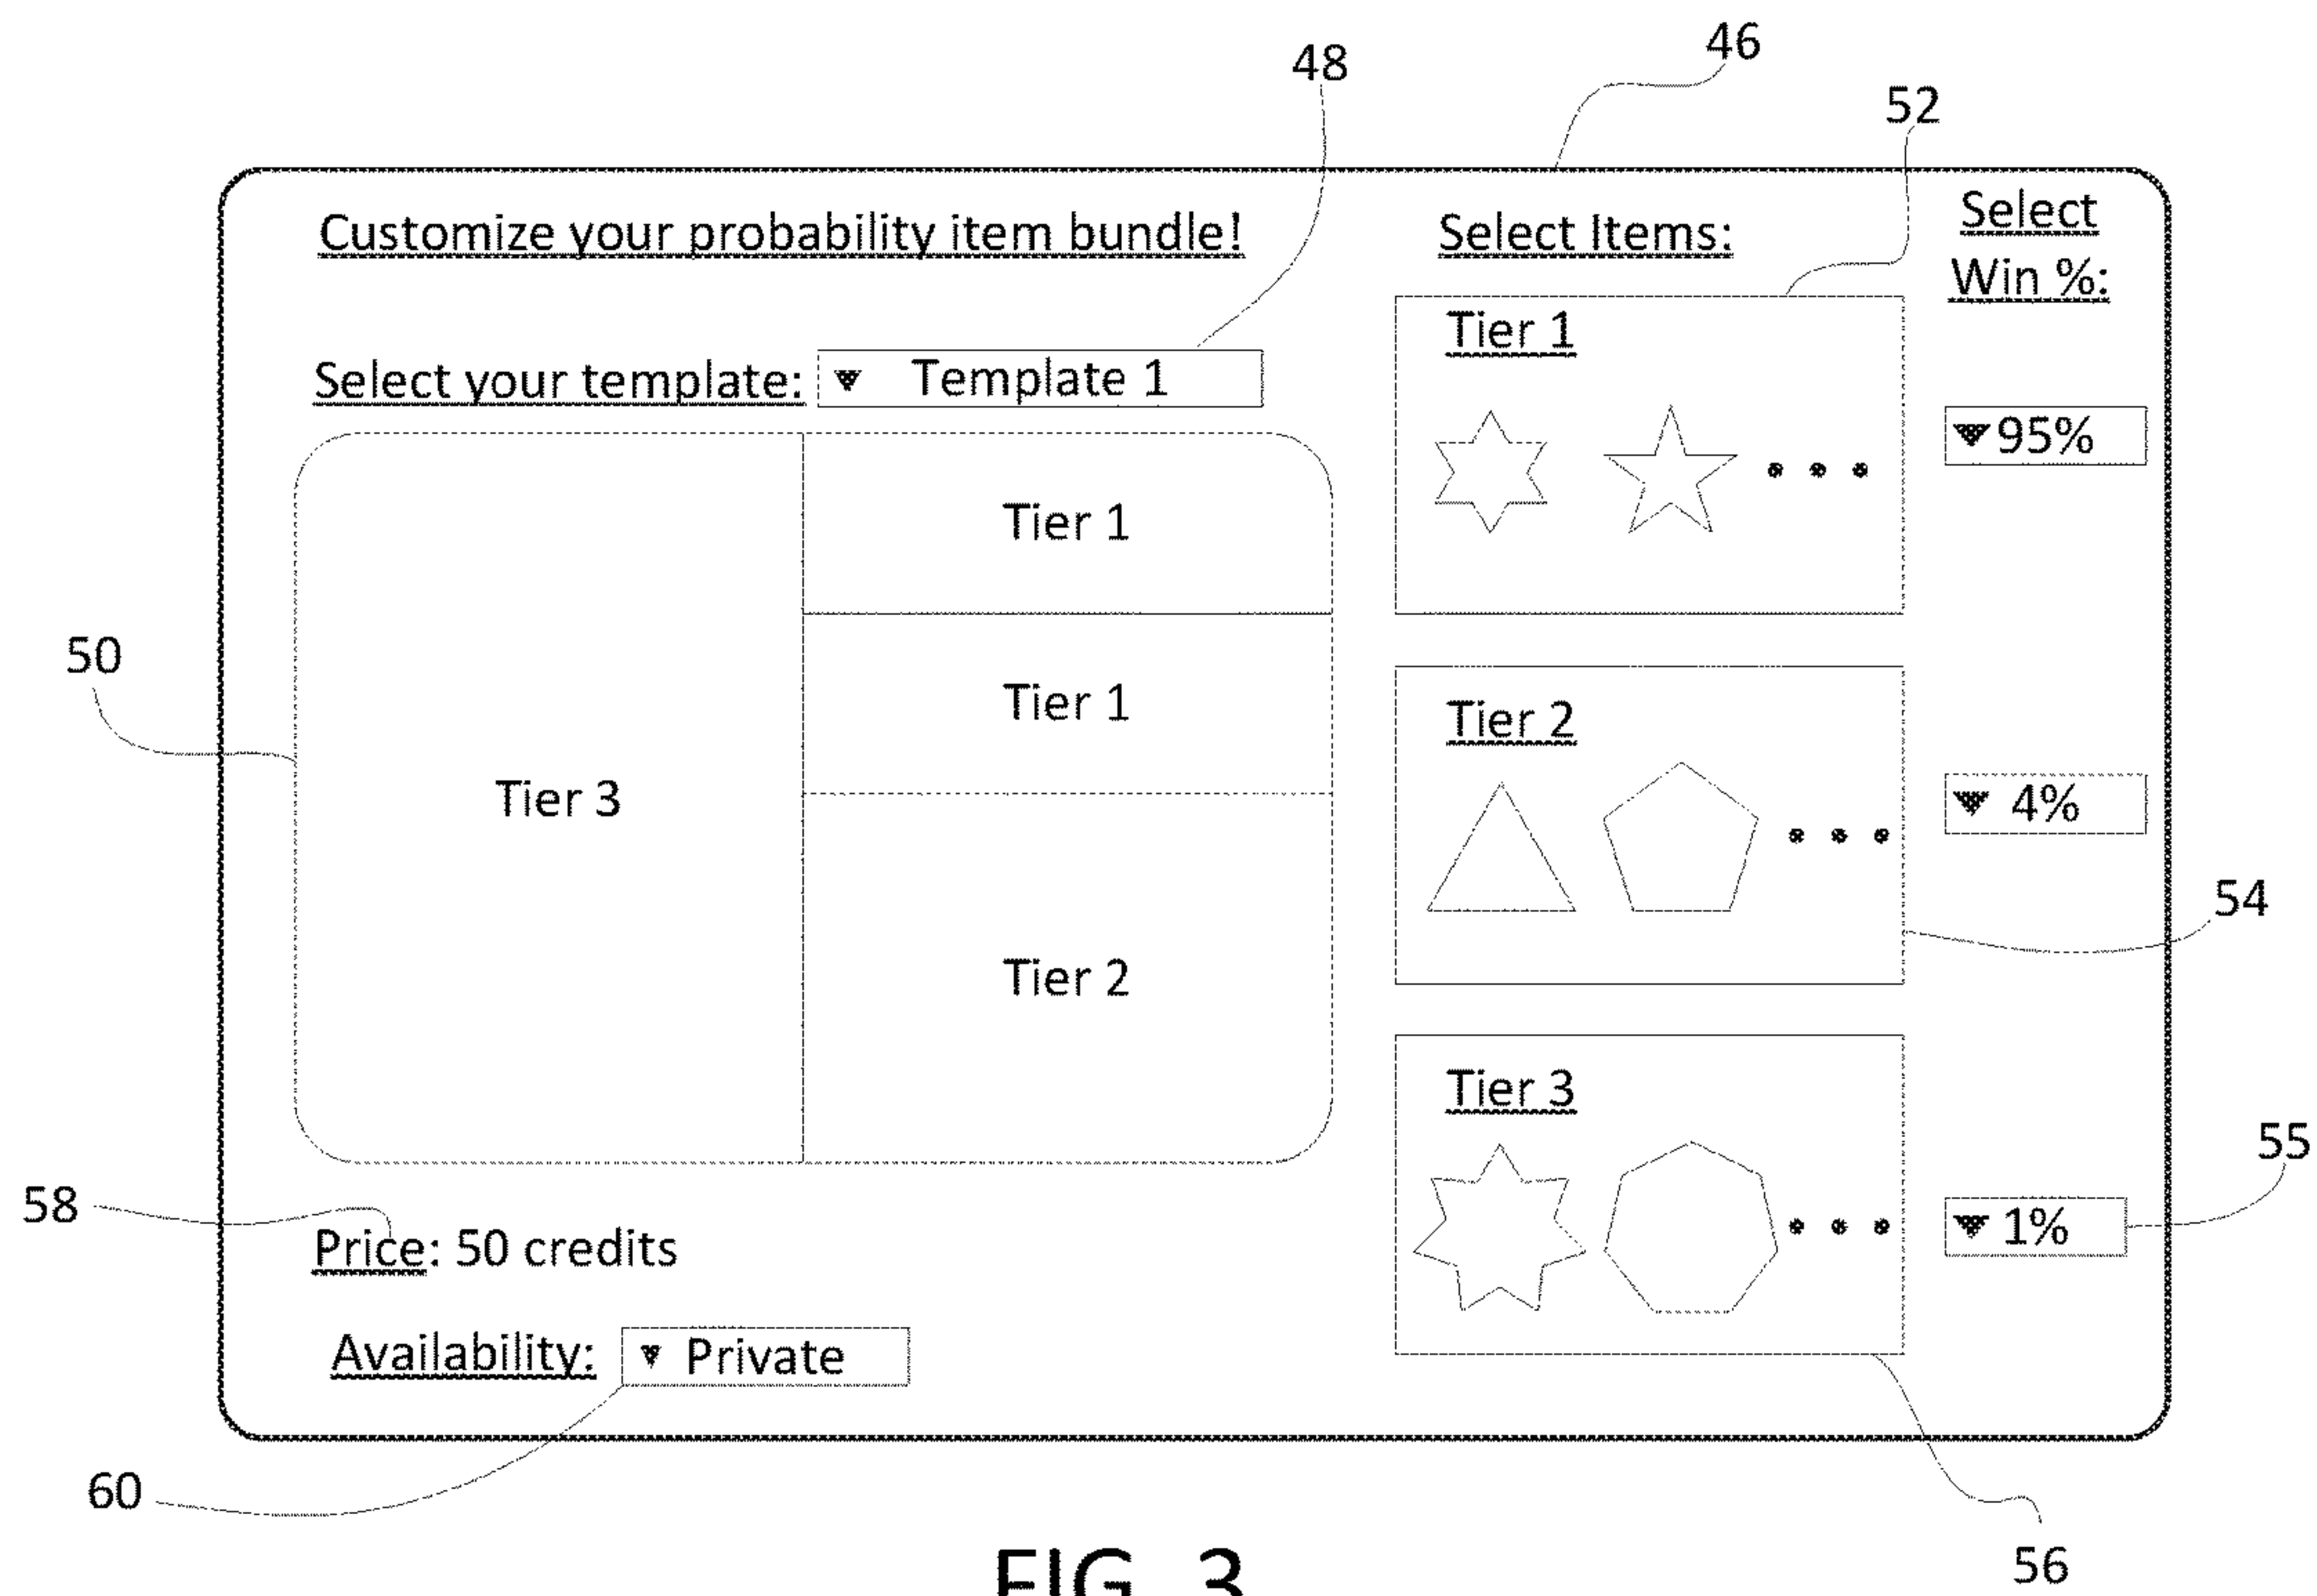 46
48
52
Customize your probability item bundle!
Select Items:
Select
Win %:
Select your template:
Template 1
Tier 1
95%
Tier 1
50
Tier 1
Tier 3
Tier 2
Tier 2
4%
54
Tier 3
55
1%
58
Price: 50 credits
Availability:
Private
60
56
FIG. 3